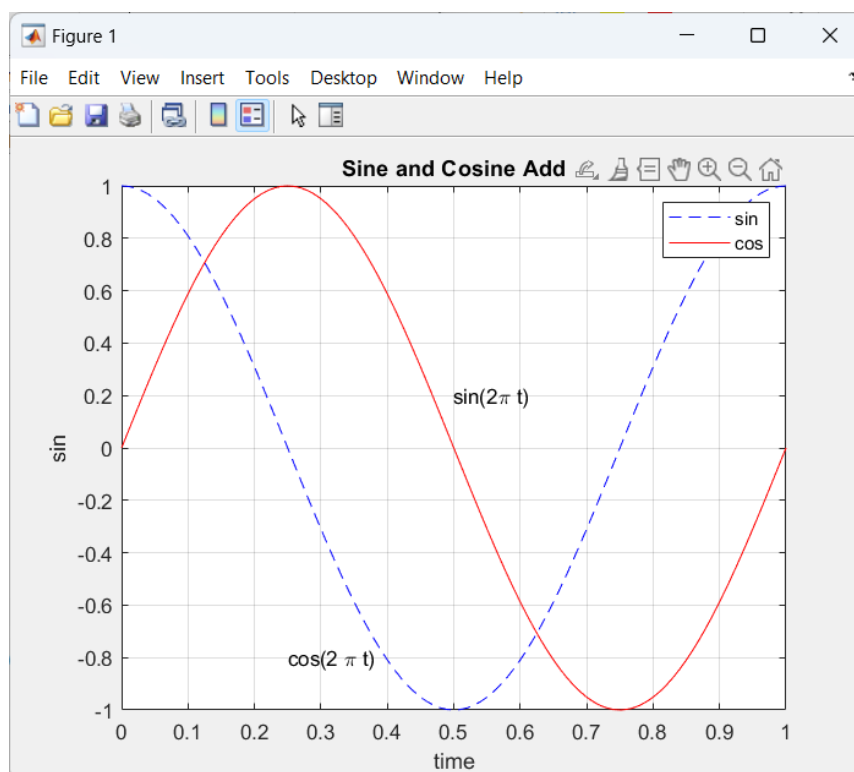 Figure 1
File Edit View Insert Tools Desktop Window Help
Sine and Cosine Add
1
0.8
0.6
0.4
0.2
0
-0.2
-0.4
-0.6
-0.8
-1
sin
sin
cos
sin(2π t)
cos(2 π t)
0 0.1 0.2 0.3 0.4 0.5 0.6 0.7 0.8 0.9 1
time